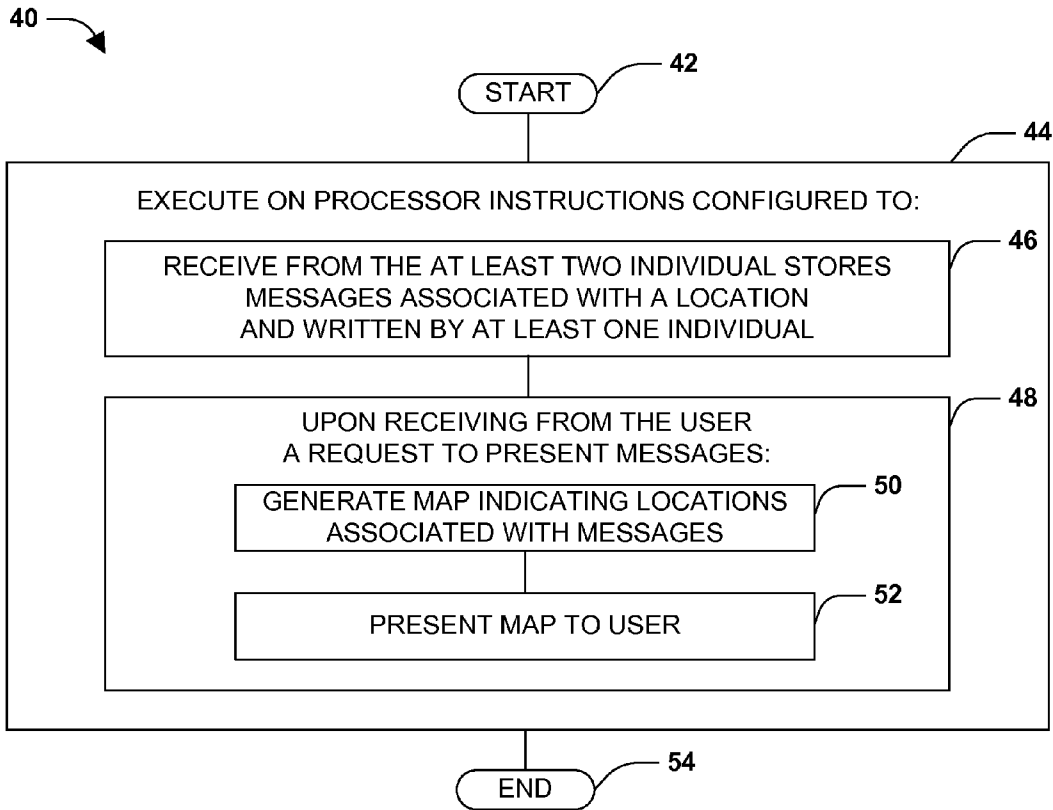 40
START
42
44
EXECUTE ON PROCESSOR INSTRUCTIONS CONFIGURED TO:
46
RECEIVE FROM THE AT LEAST TWO INDIVIDUAL STORES
MESSAGES ASSOCIATED WITH A LOCATION
AND WRITTEN BY AT LEAST ONE INDIVIDUAL
48
UPON RECEIVING FROM THE USER
A REQUEST TO PRESENT MESSAGES:
50
GENERATE MAP INDICATING LOCATIONS
ASSOCIATED WITH MESSAGES
52
PRESENT MAP TO USER
54
END